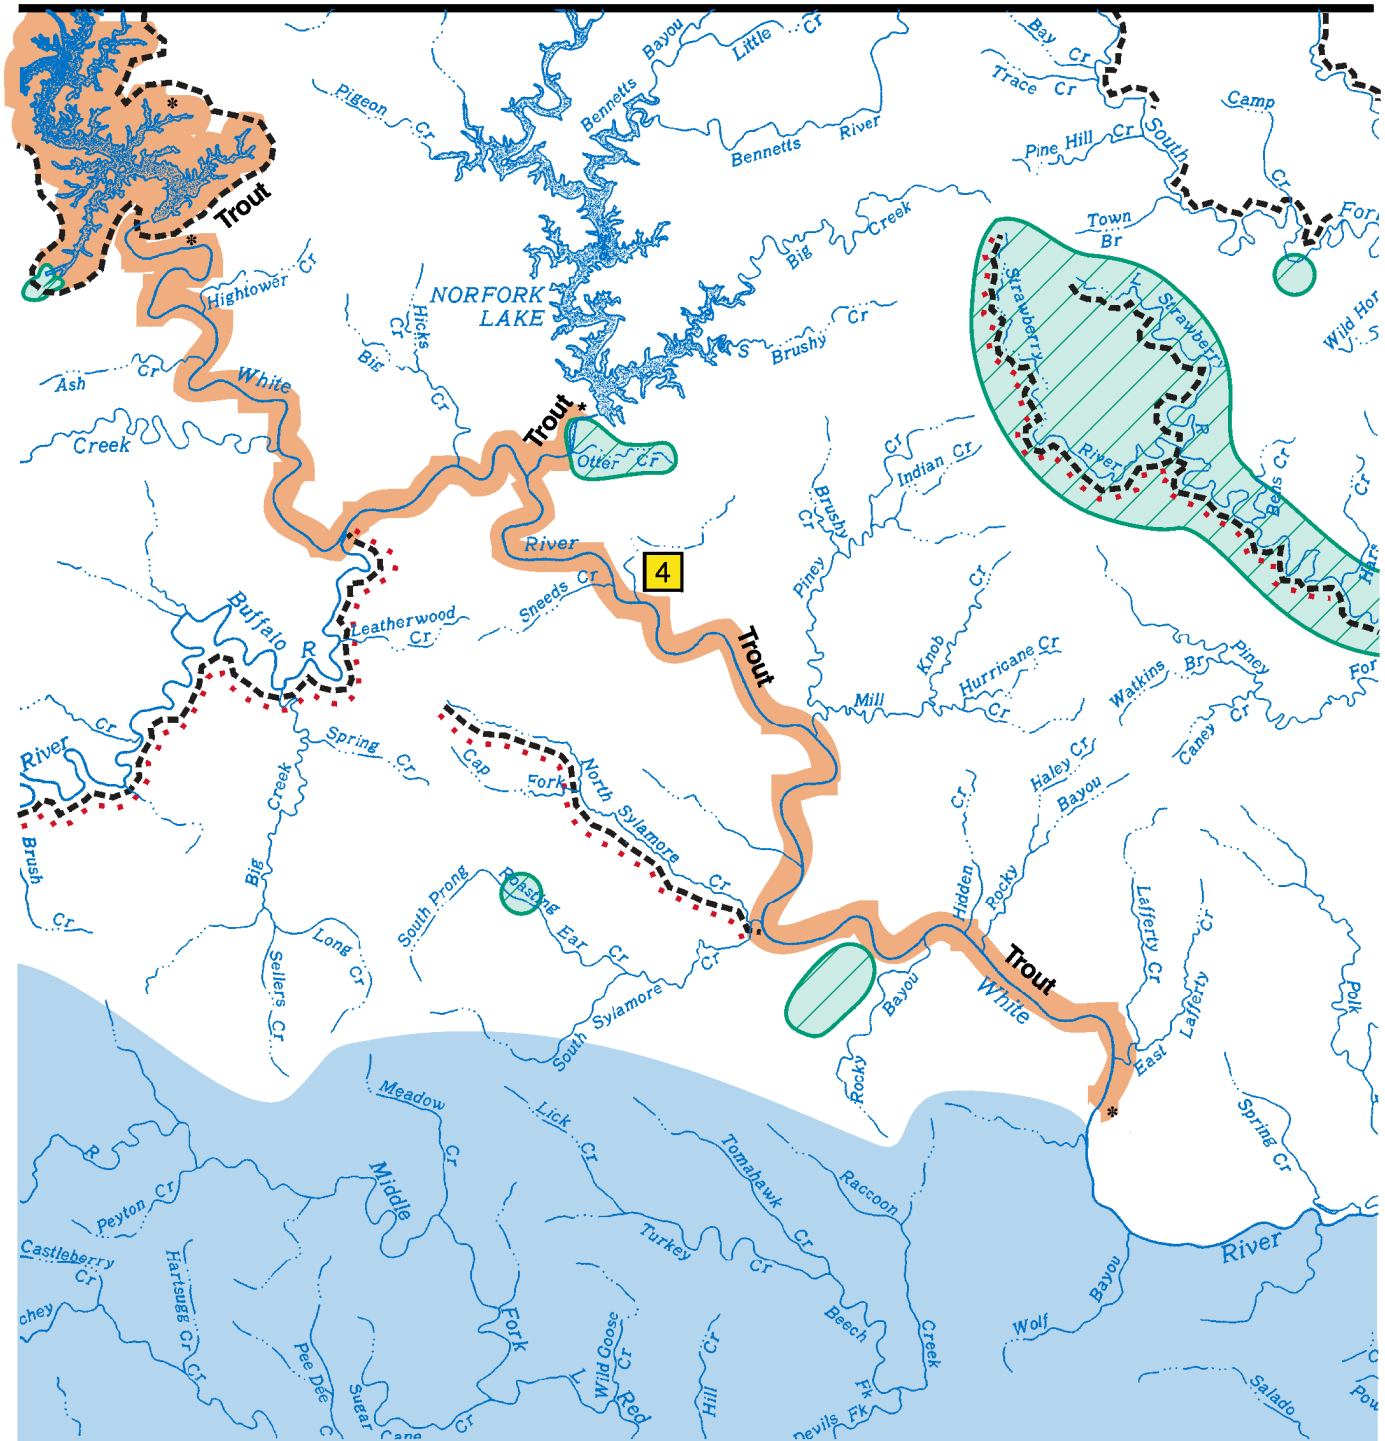 Bayou
Little Cr
Bennetts
Bennetts River
Pigeon Cr
Bay Cr
Trace Cr
Camp Cr
Pine Hill Cr
South
Fork
Town Br
Trout
*
*
Hightower Cr
NORFORK
LAKE
Big Creek
S Brushy Cr
Hicks Cr
Big Cr
Ash Cr
White
Creek
Trout
*
Otter Cr
Strawberry
L Strawberry
R
River
Bens Cr
Cr
Hars
Wild Hor
Indian Cr
Cr
Brushy Cr
Piney
River
4
Sneeds Cr
Buffalo R
Leatherwood Cr
Trout
Knob Cr
Hurricane Cr
Cr
Mill
Watkins Br
Piney
For
Caney Cr
Cr
River
Spring Cr
Cap Fork
North Sylamore Cr
Big Creek
Haley Cr
Bayou
Rocky
Hidden Cr
Brush Cr
South Prong
Roasting Ear Cr
Long Cr
Sellers Cr
South Sylamore Cr
Trout
White
Lafferty Cr
East Lafferty Cr
Polk
Rocky Bayou
*
Spring Cr
Meadow Cr
Lick Cr
Tomahawk Cr
Raccoon
R
Middle
Peyton Cr
Castleberry Cr
chey
Hartsugg Cr
Cr
Turkey Cr
River
Bayou
Wolf
Beech
Creek
Fork
Pee Dee C
Sugar
Cane Cr
L Red
Wild Goose Cr
Hill Cr
Fk
Devils Fk
Salado
C
Pow